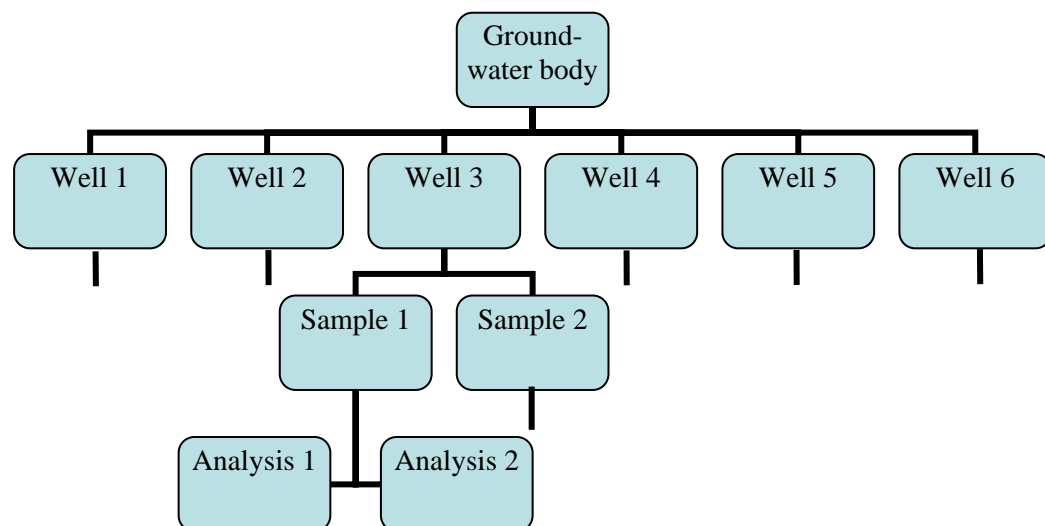 Ground-
water body
Well 1
Well 2
Well 3
Well 4
Well 5
Well 6
Sample 1
Sample 2
Analysis 1
Analysis 2